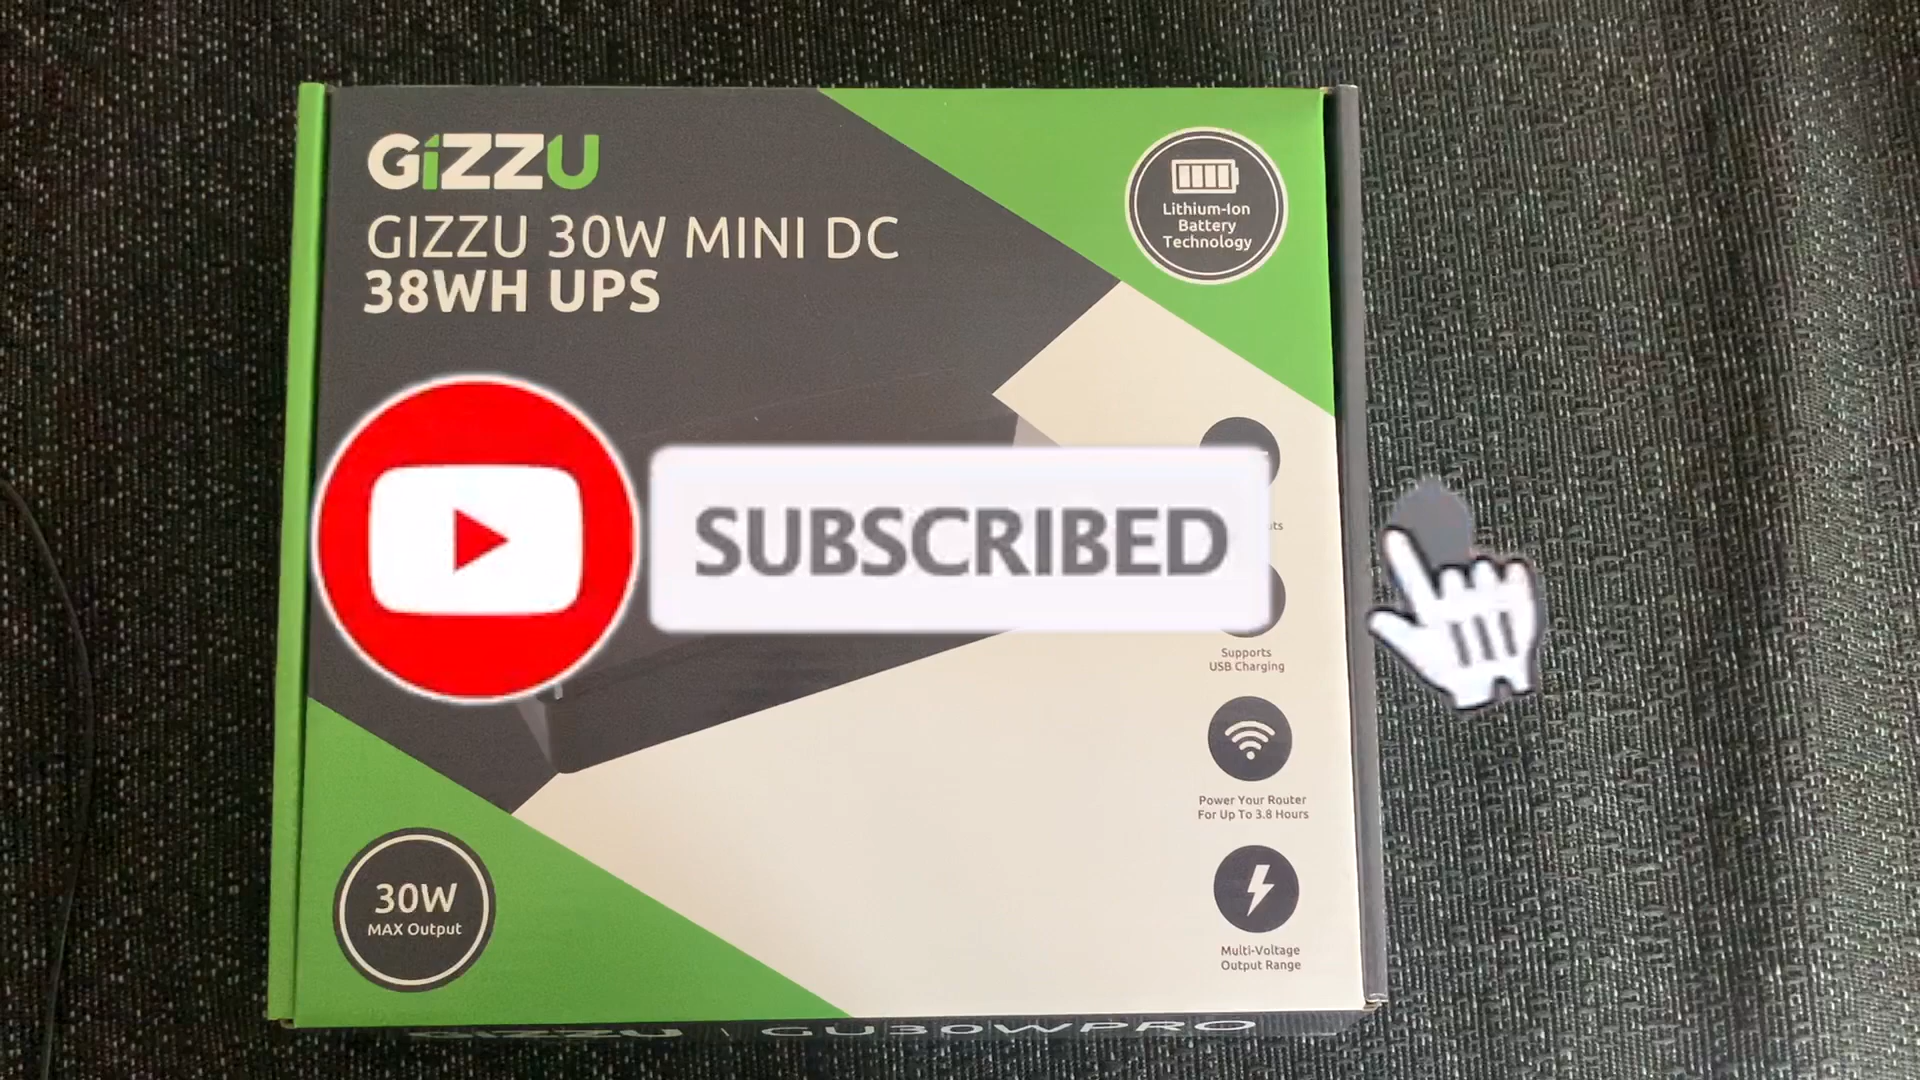 GiZZU
GIZZU 30W MINI DC
38WH UPS
Lithium-Ion
Battery
Technology
SUBSCRIBED
Supports
USB Charging
Power Your Router
For Up To 3.8 Hours
30W
MAX Output
Multi-Voltage
Output Range
GIZZU | GU30WPRO